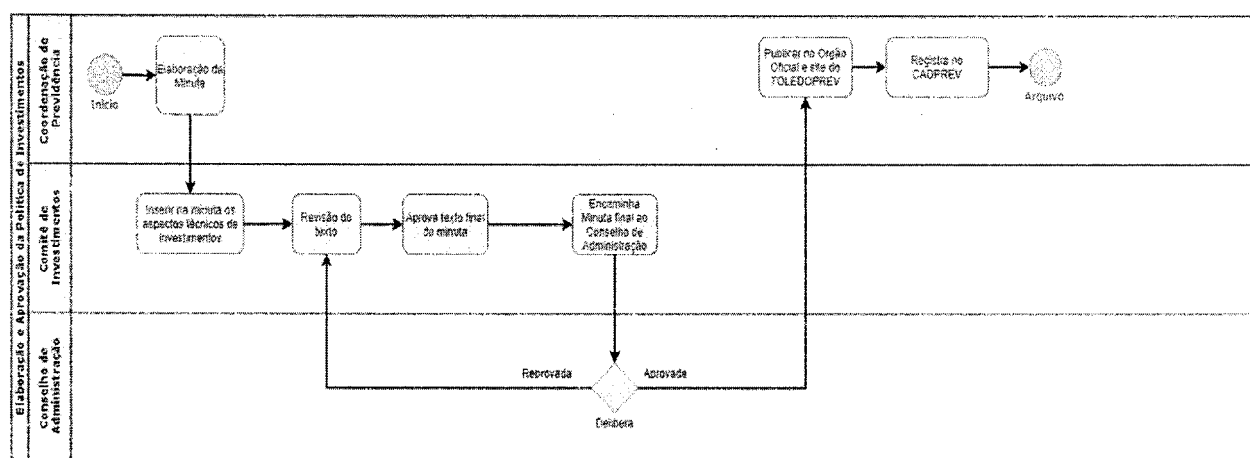 Elaboração e Aprovação da Política de Investimentos
Coordenação de
Previdência
Início
Elaboração da
Minuta
Publicar no Orgão
Oficial e site do
TOLEDOPREV
Registra no
CADPREV
Arquivo
Comitê de
Investimentos
Inserir na minuta os
aspectos técnicos de
investimentos
Revisão do
texto
Aprova texto final
da minuta
Encaminha
Minuta final ao
Conselho de
Administração
Conselho de
Administração
Reprovada
Aprovada
Delibera